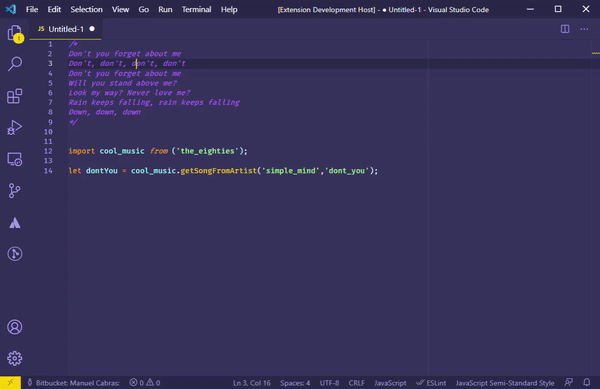 File Edit Selection View Go Run Terminal Help [Extension Development Host] - ● Untitled-1 - Visual Studio Code
JS Untitled-1 ●
1 /*
2 Don't you forget about me
3 Don't, don't, don't, don't
4 Don't you forget about me
5 Will you stand above me?
6 Look my way? Never love me?
7 Rain keeps falling, rain keeps falling
8 Down, down, down
9 */
10
11
12 import cool_music from ('the_eighties');
13
14 let dontYou = cool_music.getSongFromArtist('simple_mind','dont_you');
1
Bitbucket: Manuel Cabras: 0 0 Ln 3, Col 16 Spaces: 4 UTF-8 CRLF JavaScript ESLint JavaScript Semi-Standard Style